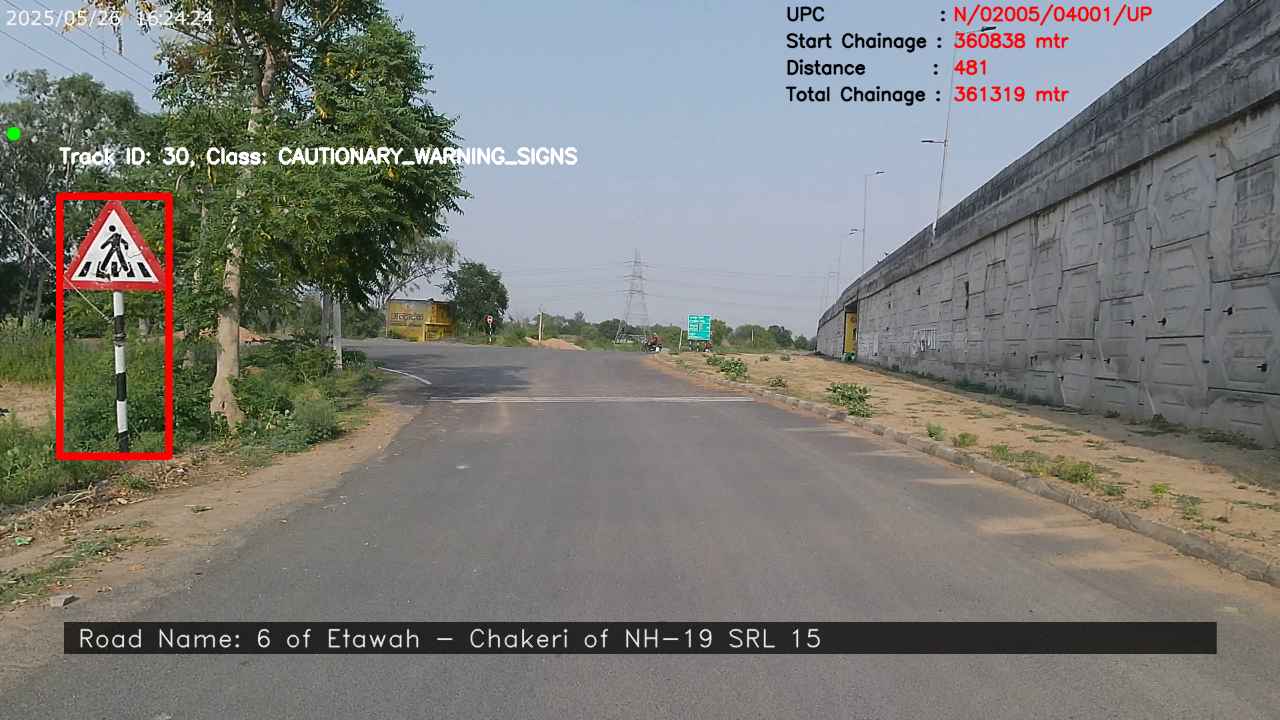 2025/05/26 16:24:24
UPC : N/02005/04001/UP
Start Chainage : 360838 mtr
Distance : 481
Total Chainage : 361319 mtr
Track ID: 30, Class: CAUTIONARY_WARNING_SIGNS
Road Name: 6 of Etawah - Chakeri of NH-19 SRL 15